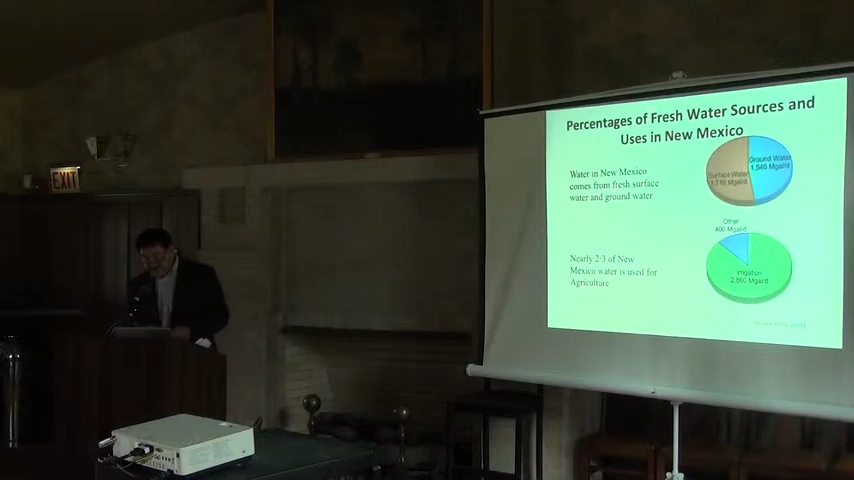 EXIT
Percentages of Fresh Water Sources and
Uses in New Mexico
Water in New Mexico
comes from fresh surface
water and ground water
Ground Water
1,540 Mgal/d
Surface Water
1,710 Mgal/d
Nearly 2/3 of New
Mexico water is used for
Agriculture
Other
400 Mgal/d
Irrigation
2,860 Mgal/d